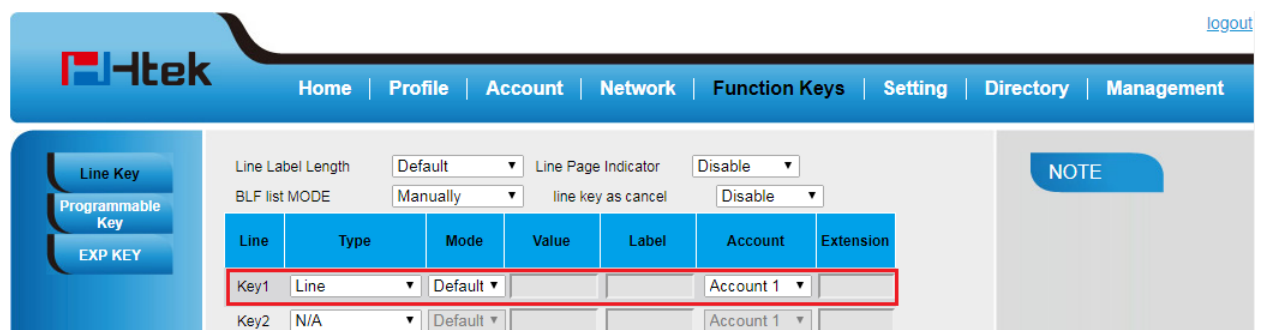 logout
Htek
Home | Profile | Account | Network | Function Keys | Setting | Directory | Management
Line Key
Programmable
Key
EXP KEY
Line Label Length Default Line Page Indicator Disable
BLF list MODE Manually line key as cancel Disable
Line Type Mode Value Label Account Extension
Key1 Line Default Account 1
Key2 N/A Default Account 1
NOTE